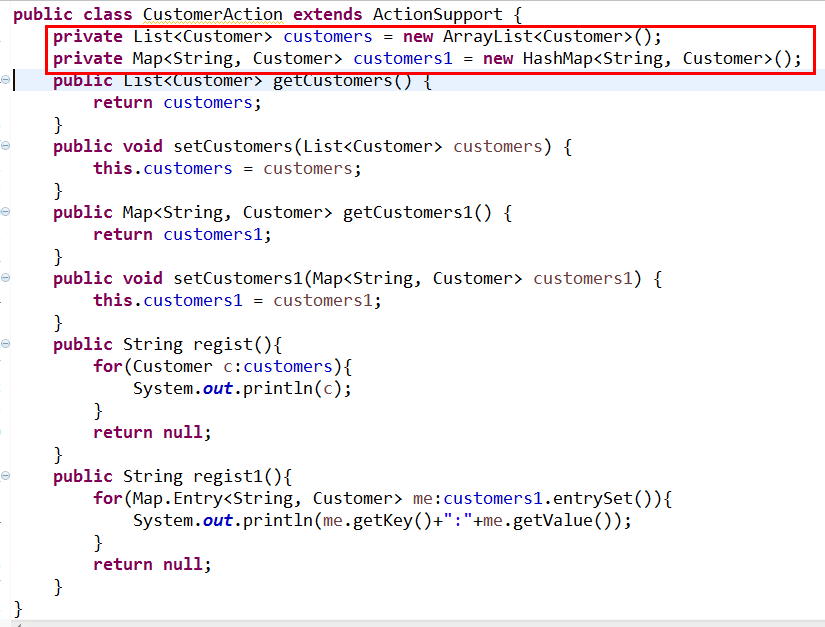 public class CustomerAction extends ActionSupport {
    private List<Customer> customers = new ArrayList<Customer>();
    private Map<String, Customer> customers1 = new HashMap<String, Customer>();
    public List<Customer> getCustomers() {
        return customers;
    }
    public void setCustomers(List<Customer> customers) {
        this.customers = customers;
    }
    public Map<String, Customer> getCustomers1() {
        return customers1;
    }
    public void setCustomers1(Map<String, Customer> customers1) {
        this.customers1 = customers1;
    }
    public String regist(){
        for(Customer c:customers){
            System.out.println(c);
        }
        return null;
    }
    public String regist1(){
        for(Map.Entry<String, Customer> me:customers1.entrySet()){
            System.out.println(me.getKey()+":"+me.getValue());
        }
        return null;
    }
}